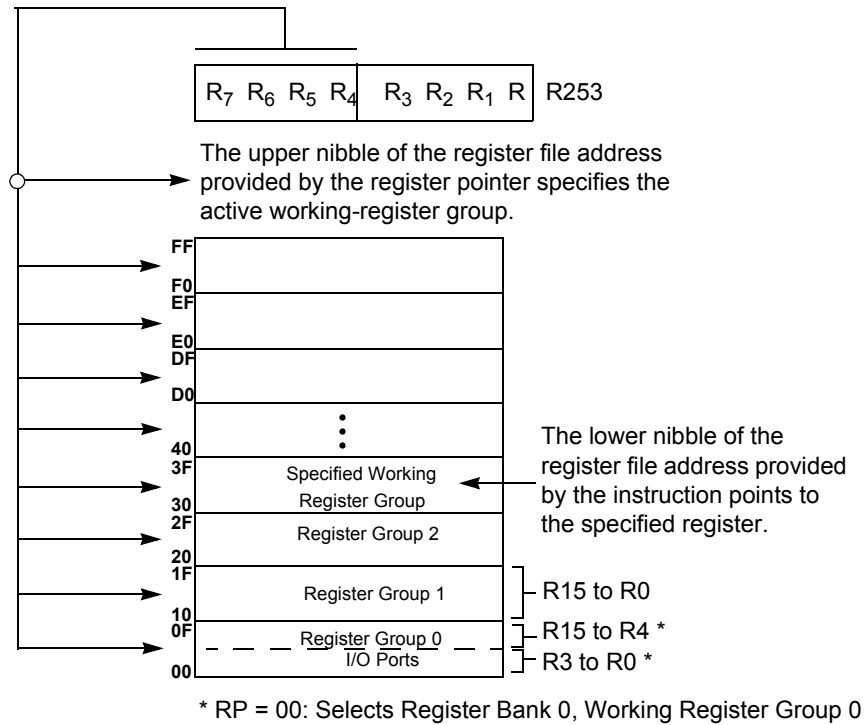 R₇ R₆ R₅ R₄ R₃ R₂ R₁ R R253
The upper nibble of the register file address
provided by the register pointer specifies the
active working-register group.
FF
F0
EF
E0
DF
D0
40
3F
Specified Working
Register Group
30
2F
Register Group 2
20
1F
Register Group 1
10
0F
Register Group 0
I/O Ports
00
The lower nibble of the
register file address provided
by the instruction points to
the specified register.
R15 to R0
R15 to R4 *
R3 to R0 *
* RP = 00: Selects Register Bank 0, Working Register Group 0